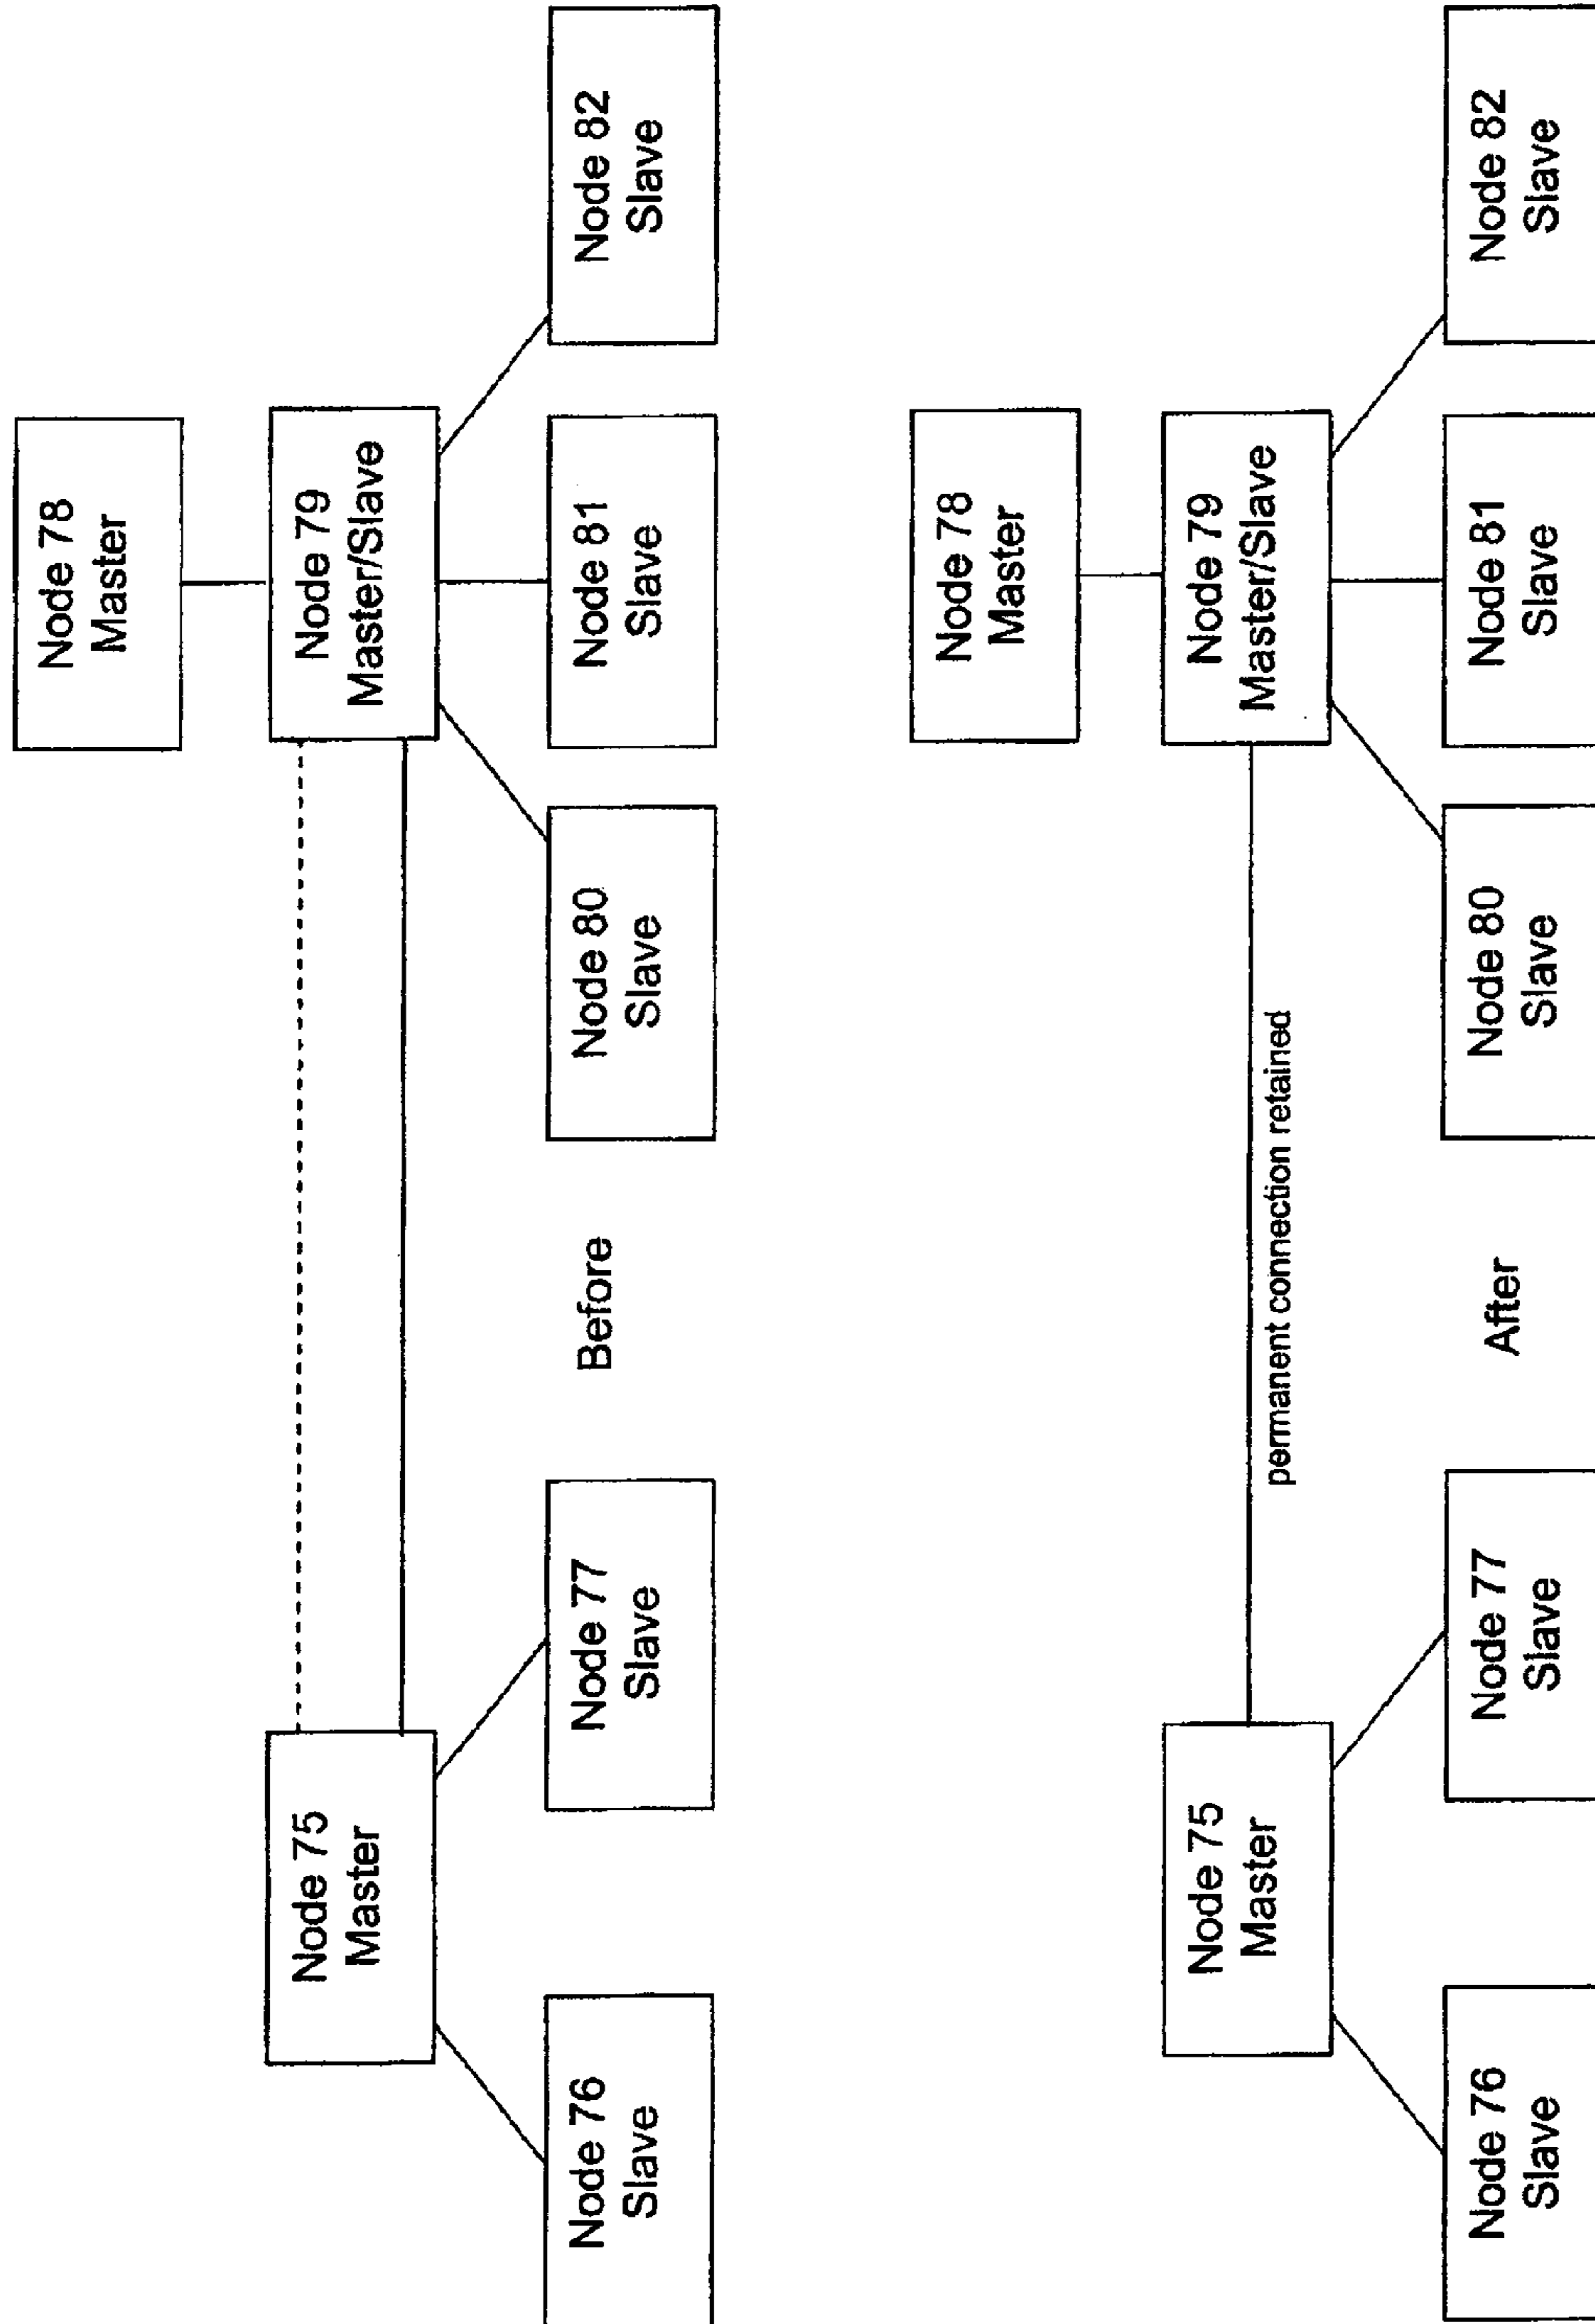 Node 78
Master
Node 75
Master
Node 79
Master/Slave
Node 76
Slave
Node 77
Slave
Node 80
Slave
Node 81
Slave
Node 82
Slave
Before
Node 78
Master
Node 75
Master
Node 79
Master/Slave
permanent connection retained
Node 76
Slave
Node 77
Slave
Node 80
Slave
Node 81
Slave
Node 82
Slave
After